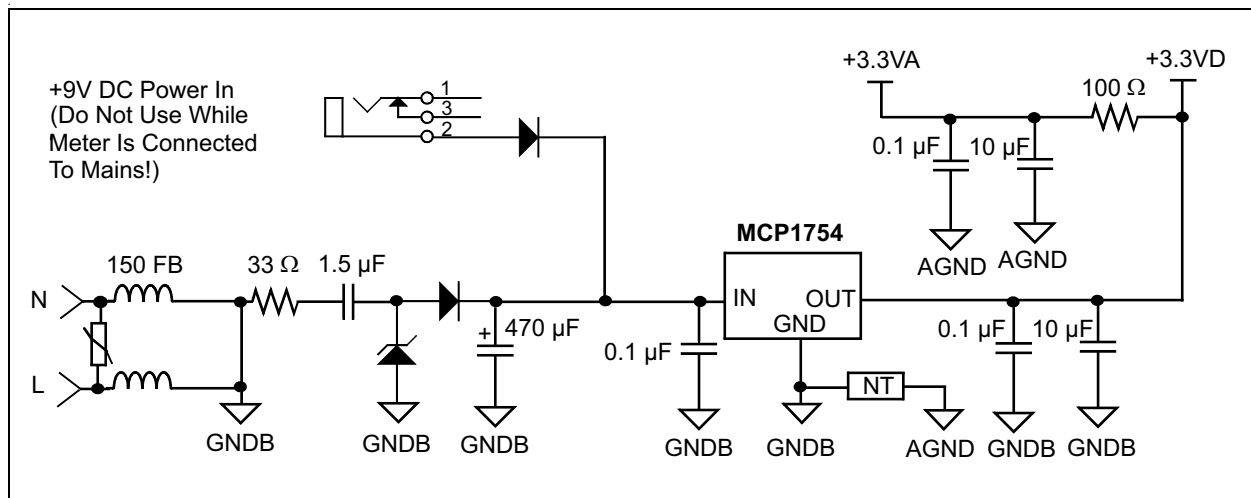 +9V DC Power In
(Do Not Use While
Meter Is Connected
To Mains!)
1
3
2
+3.3VA
+3.3VD
100 Ω
0.1 µF
10 µF
AGND
AGND
MCP1754
IN
OUT
GND
N
L
150 FB
33 Ω
1.5 µF
+
470 µF
0.1 µF
0.1 µF
10 µF
NT
GNDB
GNDB
GNDB
GNDB
GNDB
AGND
GNDB
GNDB